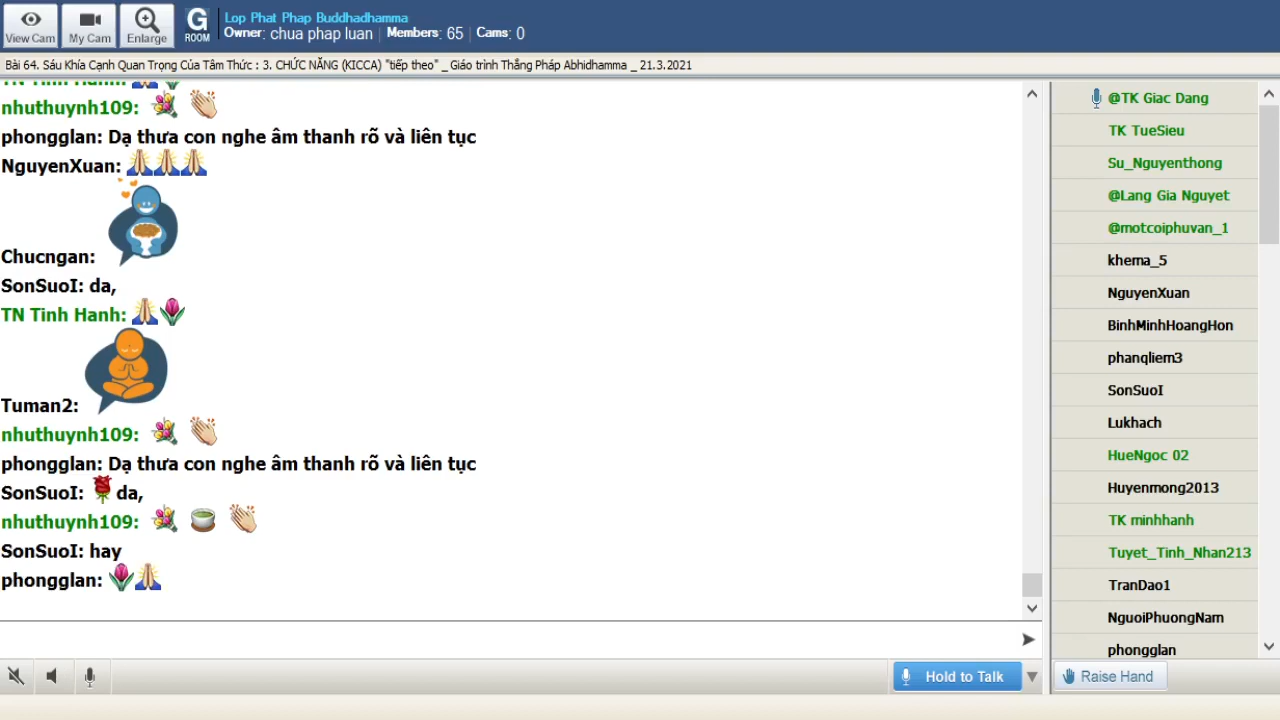 View Cam
My Cam
Enlarge
G
ROOM
Lop Phat Phap Buddhadhamma
Owner: chua phap luan Members: 65 Cams: 0
Bài 64. Sáu Khía Cạnh Quan Trọng Của Tâm Thức : 3. CHỨC NĂNG (KICCA) "tiếp theo" _ Giáo trình Thắng Pháp Abhidhamma _ 21.3.2021
TN Tinh Hanh:
nhuthuynh109:
phongglan: Dạ thưa con nghe âm thanh rõ và liên tục
NguyenXuan:
Chucngan:
SonSuoI: da,
TN Tinh Hanh:
Tuman2:
nhuthuynh109:
phongglan: Dạ thưa con nghe âm thanh rõ và liên tục
SonSuoI: da,
nhuthuynh109:
SonSuoI: hay
phongglan:
@TK Giac Dang
TK TueSieu
Su_Nguyenthong
@Lang Gia Nguyet
@motcoiphuvan_1
khema_5
NguyenXuan
BinhMinhHoangHon
phanqliem3
SonSuoI
Lukhach
HueNgoc 02
Huyenmong2013
TK minhhanh
Tuyet_Tinh_Nhan213
TranDao1
NguoiPhuongNam
phongglan
Hold to Talk
Raise Hand